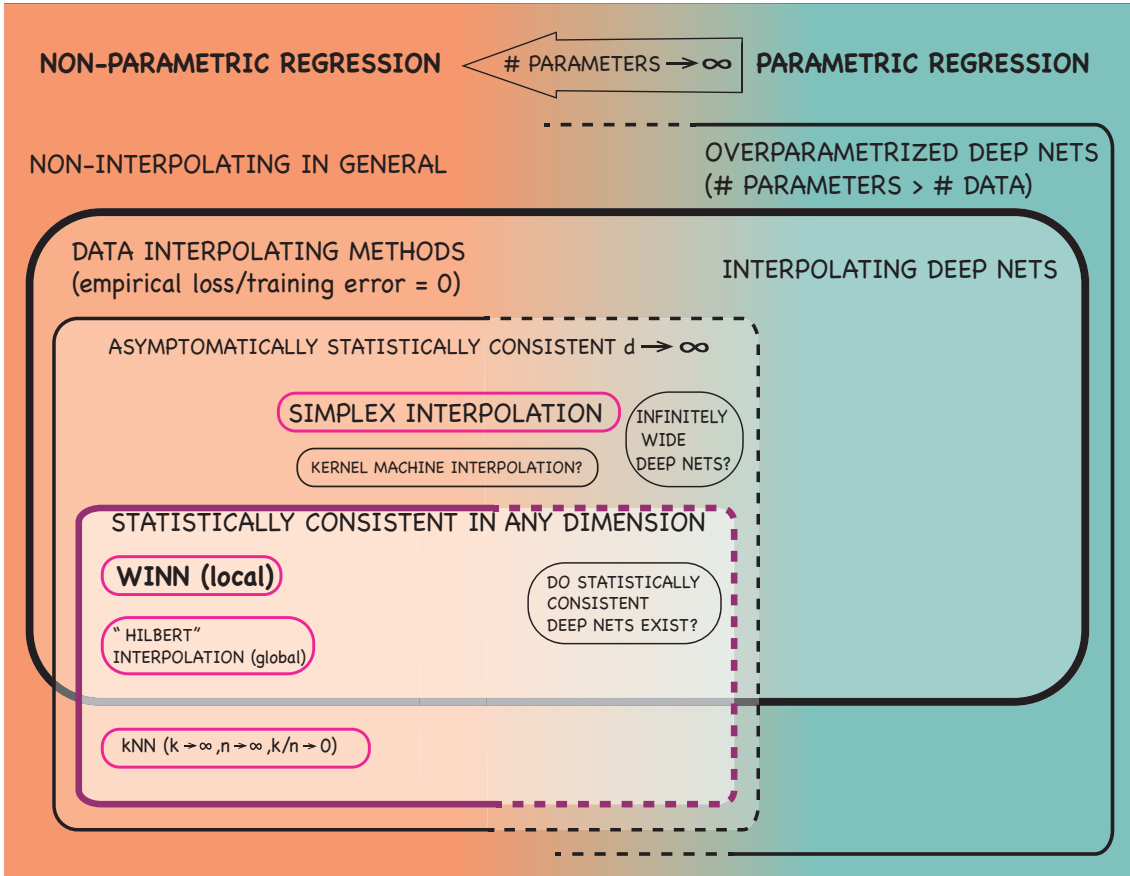 NON-PARAMETRIC REGRESSION
# PARAMETERS → ∞
PARAMETRIC REGRESSION
NON-INTERPOLATING IN GENERAL
OVERPARAMETRIZED DEEP NETS
(# PARAMETERS > # DATA)
DATA INTERPOLATING METHODS
(empirical loss/training error = 0)
INTERPOLATING DEEP NETS
ASYMPTOMATICALLY STATISTICALLY CONSISTENT d → ∞
SIMPLEX INTERPOLATION
INFINITELY
WIDE
DEEP NETS?
KERNEL MACHINE INTERPOLATION?
STATISTICALLY CONSISTENT IN ANY DIMENSION
WINN (local)
DO STATISTICALLY
CONSISTENT
DEEP NETS EXIST?
“ HILBERT”
INTERPOLATION (global)
kNN (k → ∞ ,n → ∞ ,k/n → 0)